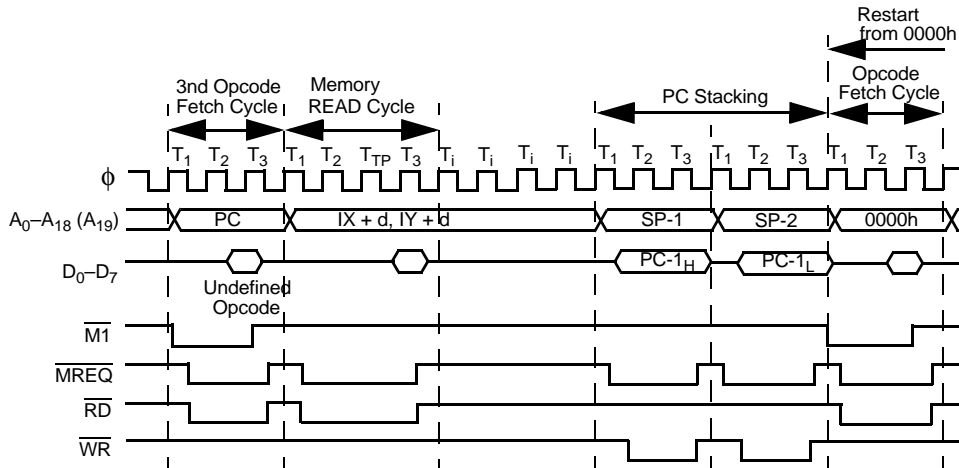 Restart
from 0000h
3nd Opcode
Fetch Cycle
Memory
READ Cycle
PC Stacking
Opcode
Fetch Cycle
T1 T2 T3 T1 T2 TTP T3 Ti Ti Ti Ti T1 T2 T3 T1 T2 T3 T1 T2 T3
ϕ
A0–A18 (A19) PC IX + d, IY + d SP-1 SP-2 0000h
D0–D7 PC-1H PC-1L
Undefined
Opcode
M1
MREQ
RD
WR